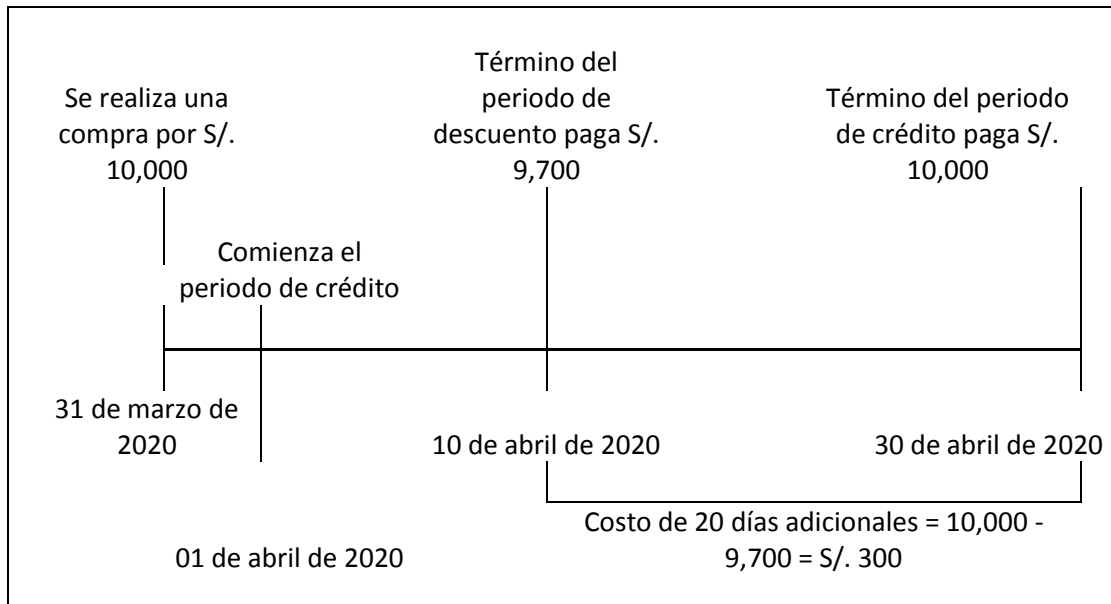 Se realiza una
compra por S/.
10,000
Término del
periodo de
descuento paga S/.
9,700
Término del periodo
de crédito paga S/.
10,000
Comienza el
periodo de crédito
31 de marzo de
2020
10 de abril de 2020
30 de abril de 2020
01 de abril de 2020
Costo de 20 días adicionales = 10,000 -
9,700 = S/. 300